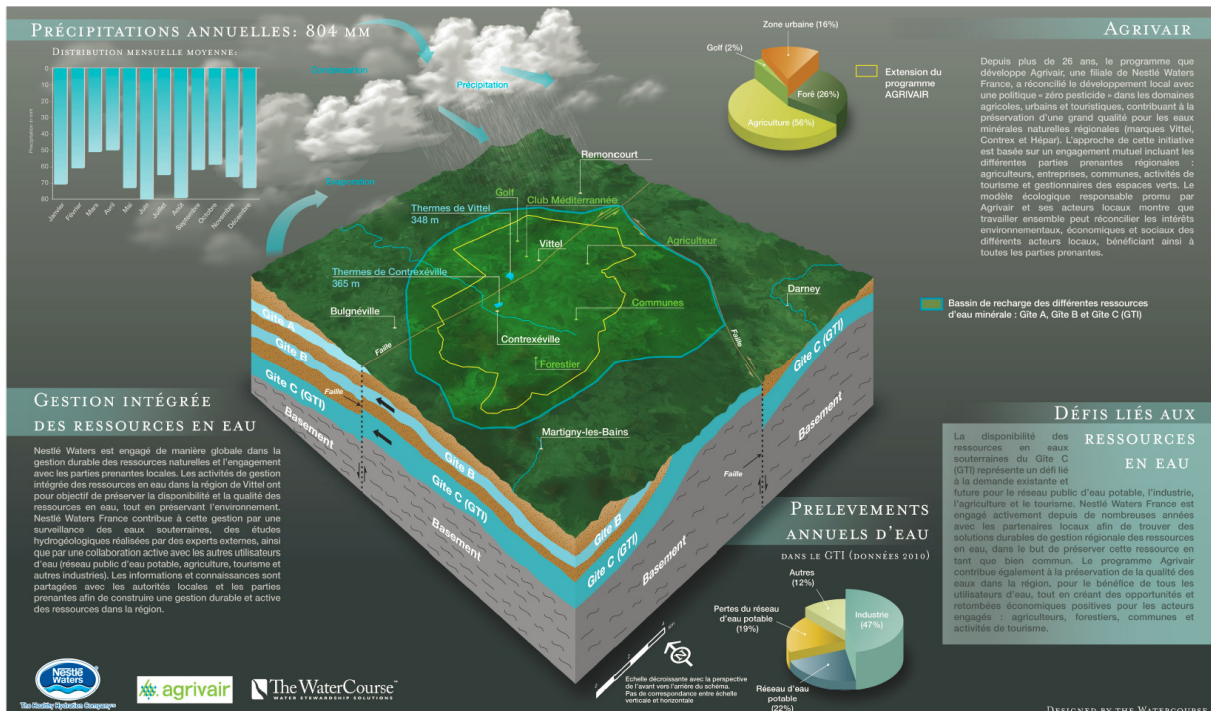 PRÉCIPITATIONS ANNUELLES: 804 MM
DISTRIBUTION MENSUELLE MOYENNE:
Précipitation en mm
0
10
20
30
40
50
60
70
80
Janvier
Février
Mars
Avril
Mai
Juin
Juillet
Août
Septembre
Octobre
Novembre
Décembre
Condensation
Précipitation
Evaporation
Zone urbaine (16%)
Golf (2%)
Forê (26%)
Agriculture (56%)
Extension du
programme
AGRIVAIR
AGRIVAIR
Depuis plus de 26 ans, le programme que
développe Agrivair, une filiale de Nestlé Waters
France, a réconcilié le développement local avec
une politique « zéro pesticide » dans les domaines
agricoles, urbains et touristiques, contribuant à la
préservation d'une grand qualité pour les eaux
minérales naturelles régionales (marques Vittel,
Contrex et Hépar). L'approche de cette initiative
est basée sur un engagement mutuel incluant les
différentes parties prenantes régionales :
agriculteurs, entreprises, communes, activités de
tourisme et gestionnaires des espaces verts. Le
modèle écologique responsable promu par
Agrivair et ses acteurs locaux montre que
travailler ensemble peut réconcilier les intérêts
environnementaux, économiques et sociaux des
différents acteurs locaux, bénéficiant ainsi à
toutes les parties prenantes.
Bassin de recharge des différentes ressources
d'eau minérale : Gîte A, Gîte B et Gîte C (GTI)
Remoncourt
Golf
Club Méditerrannée
Thermes de Vittel
348 m
Vittel
Agriculteur
Thermes de Contrexéville
365 m
Darney
Communes
Bulgnéville
Contrexéville
Faille
Faille
Forestier
Martigny-les-Bains
Gîte A
Gîte B
Gîte C (GTI)
Basement
Faille
Gîte B
Gîte C (GTI)
Basement
Gîte B
Gîte C (GTI)
Basement
Faille
Gîte C (GTI)
Basement
GESTION INTÉGRÉE
DES RESSOURCES EN EAU
Nestlé Waters est engagé de manière globale dans la
gestion durable des ressources naturelles et l'engagement
avec les parties prenantes locales. Les activités de gestion
intégrée des ressources en eau dans la région de Vittel ont
pour objectif de préserver la disponibilité et la qualité des
ressources en eau, tout en préservant l'environnement.
Nestlé Waters France contribue à cette gestion par une
surveillance des eaux souterraines, des études
hydrogéologiques réalisées par des experts externes, ainsi
que par une collaboration active avec les autres utilisateurs
d'eau (réseau public d'eau potable, agriculture, tourisme et
autres industries). Les informations et connaissances sont
partagées avec les autorités locales et les parties
prenantes afin de construire une gestion durable et active
des ressources dans la région.
DÉFIS LIÉS AUX
RESSOURCES
EN EAU
La disponibilité des
ressources en eaux
souterraines du Gîte C
(GTI) représente un défi lié
à la demande existante et
future pour le réseau public d'eau potable, l'industrie,
l'agriculture et le tourisme. Nestlé Waters France est
engagé activement depuis de nombreuses années
avec les partenaires locaux afin de trouver des
solutions durables de gestion régionale des ressources
en eau, dans le but de préserver cette ressource en
tant que bien commun. Le programme Agrivair
contribue également à la préservation de la qualité des
eaux dans la région, pour le bénéfice de tous les
utilisateurs d'eau, tout en créant des opportunités et
retombées économiques positives pour les acteurs
engagés : agriculteurs, forestiers, communes et
activités de tourisme.
PRELEVEMENTS
ANNUELS D'EAU
DANS LE GTI (DONNÉES 2010)
Autres
(12%)
Industrie
(47%)
Pertes du réseau
d'eau potable
(19%)
Réseau d'eau
potable
(22%)
N
Echelle décroissante avec la perspective
de l'avant vers l'arrière du schéma.
Pas de correspondance entre échelle
verticale et horizontale
Nestlé
Waters
The Healthy Hydration Company™
agrivair
The WaterCourse™
WATER STEWARDSHIP SOLUTIONS
DESIGNED BY THE WATERCOURSE